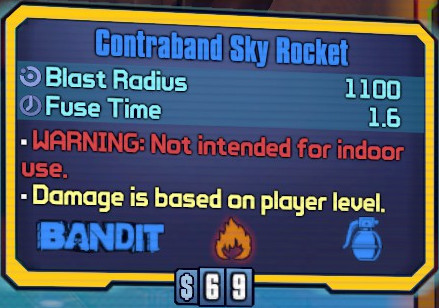 Contraband Sky Rocket
Blast Radius 1100
Fuse Time 1.6
▪ WARNING: Not intended for indoor
use.
▪ Damage is based on player level.
BANDIT
$69